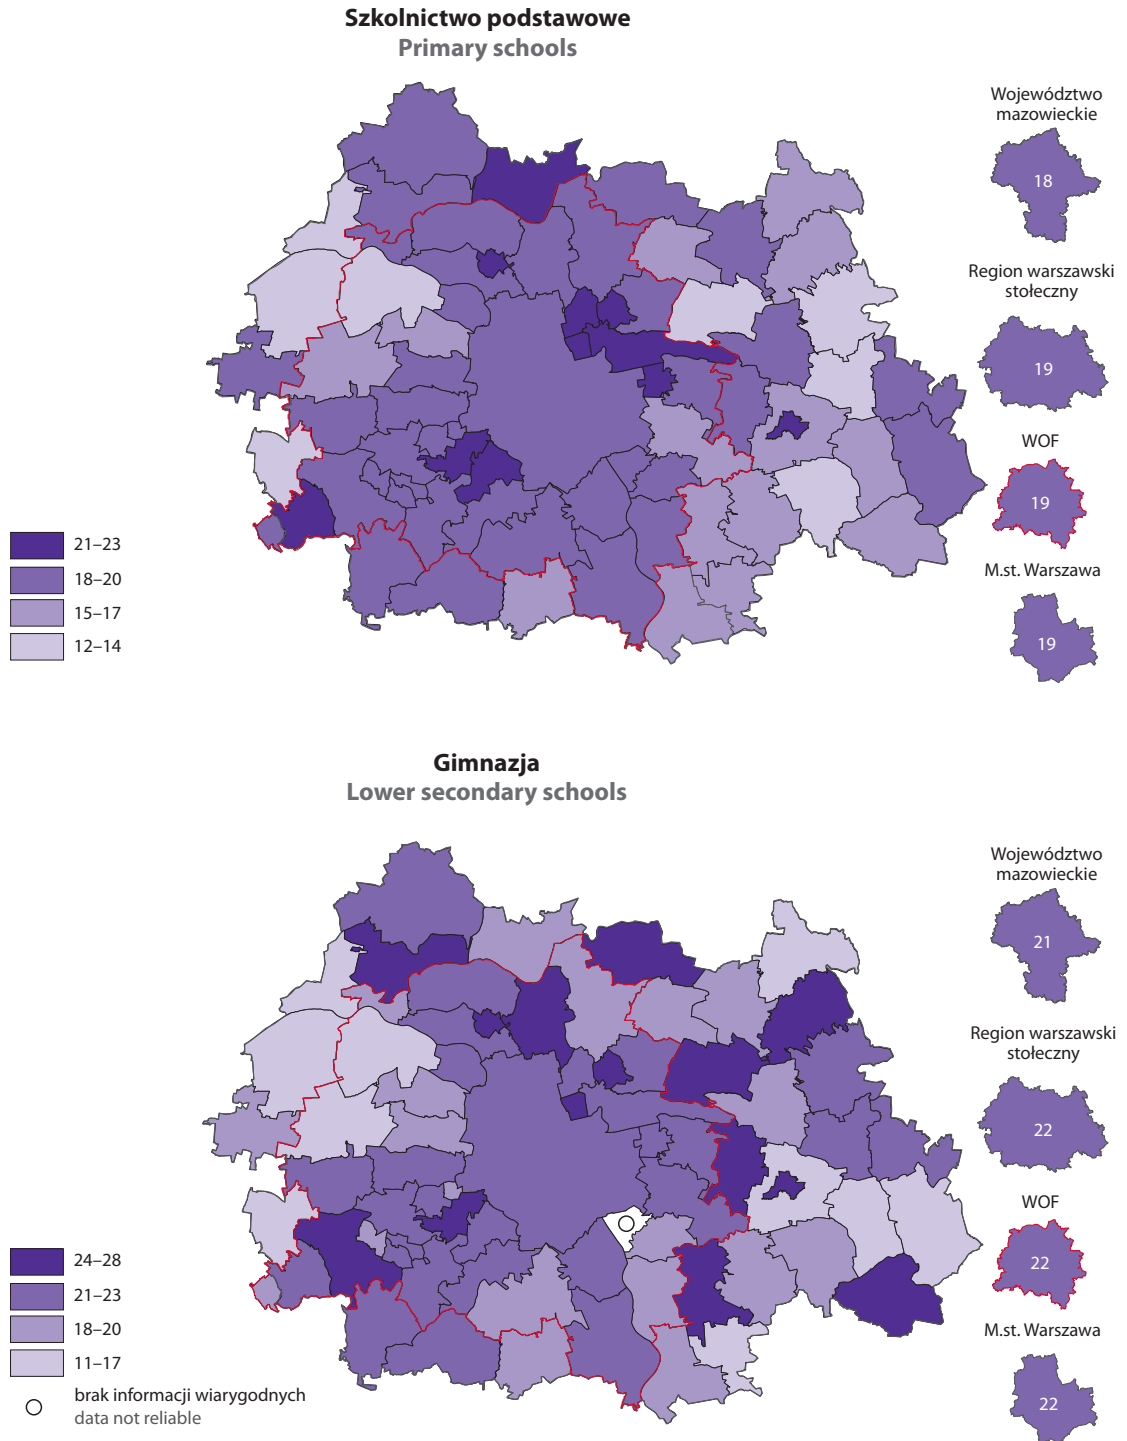 Szkolnictwo podstawowe
Primary schools
Województwo
mazowieckie
18
Region warszawski
stołeczny
19
WOF
19
M.st. Warszawa
19
21–23
18–20
15–17
12–14
Gimnazja
Lower secondary schools
Województwo
mazowieckie
21
Region warszawski
stołeczny
22
WOF
22
M.st. Warszawa
22
24–28
21–23
18–20
11–17
brak informacji wiarygodnych
data not reliable